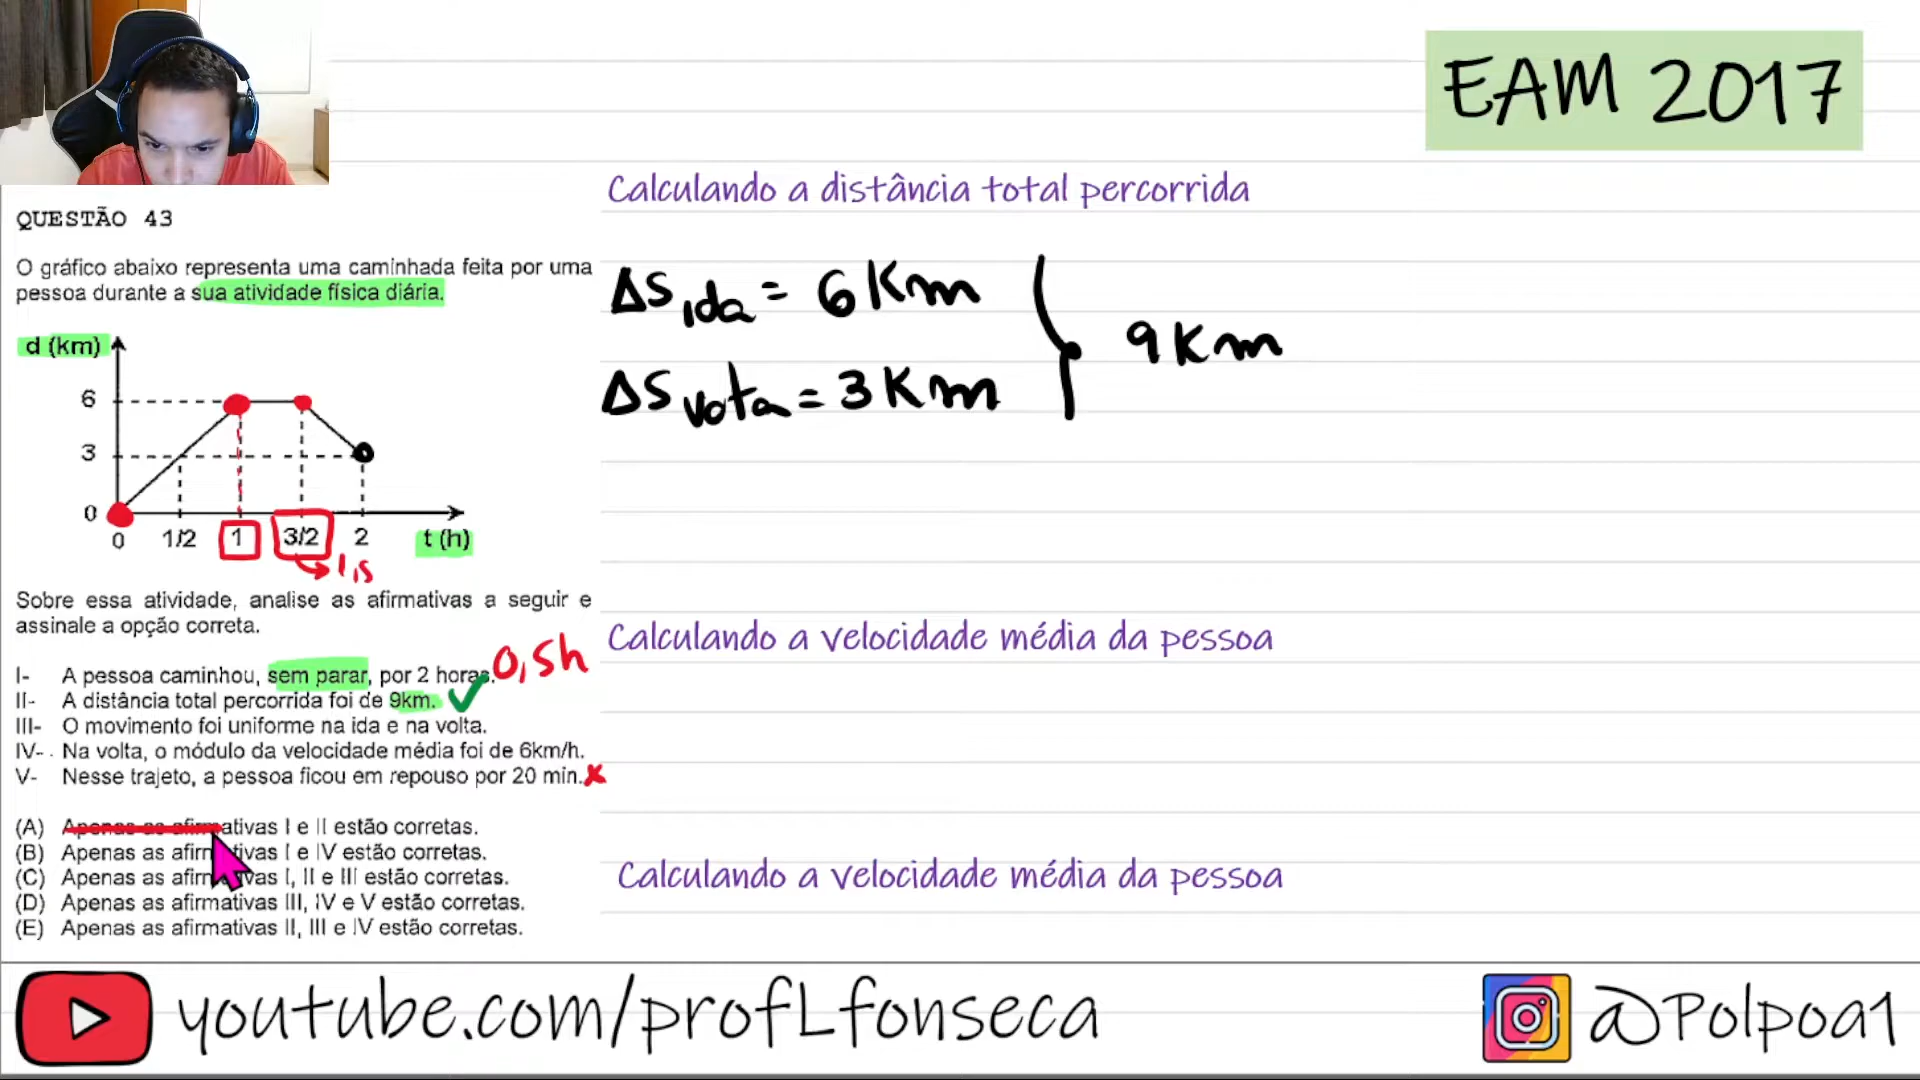 EAM 2017
QUESTÃO 43
O gráfico abaixo representa uma caminhada feita por uma
pessoa durante a sua atividade física diária.
d (km)
6
3
0
0 1/2 1 3/2 2 t (h)
1,5
Sobre essa atividade, analise as afirmativas a seguir e
assinale a opção correta.
I- A pessoa caminhou, sem parar, por 2 horas. 0,5h
II- A distância total percorrida foi de 9km.
III- O movimento foi uniforme na ida e na volta.
IV- Na volta, o módulo da velocidade média foi de 6km/h.
V- Nesse trajeto, a pessoa ficou em repouso por 20 min.
(A) Apenas as afirmativas I e II estão corretas.
(B) Apenas as afirmativas I e IV estão corretas.
(C) Apenas as afirmativas I, II e III estão corretas.
(D) Apenas as afirmativas III, IV e V estão corretas.
(E) Apenas as afirmativas II, III e IV estão corretas.
Calculando a distância total percorrida
ΔS ida = 6 Km
ΔS vota = 3 Km
9 Km
Calculando a velocidade média da pessoa
Calculando a velocidade média da pessoa
youtube.com/profLfonseca
@Polpoa1